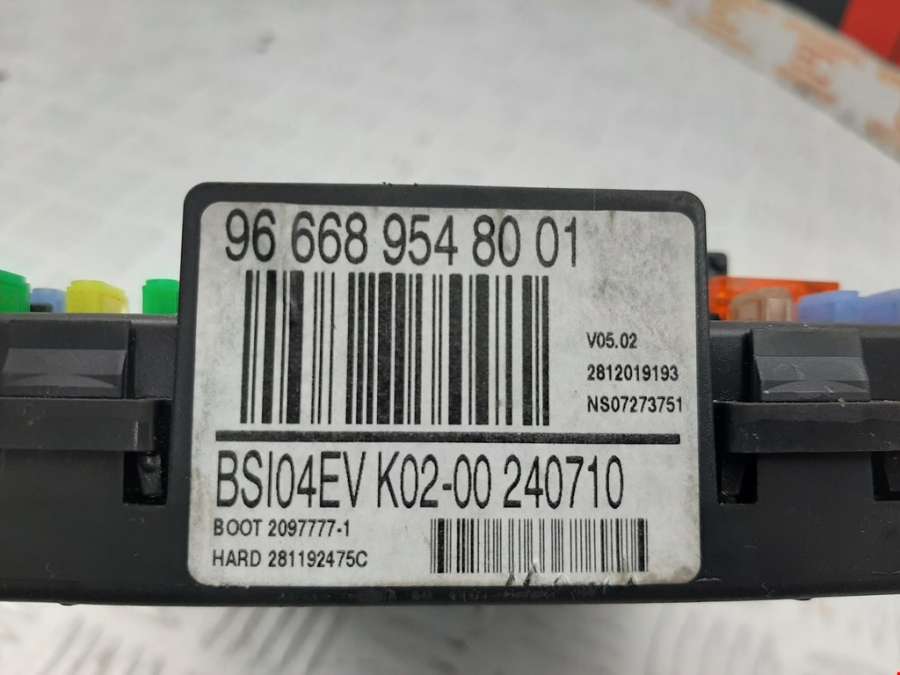 96 668 954 80 01
V05.02
2812019193
NS07273751
BSI04EV K02-00 240710
BOOT 2097777-1
HARD 281192475C